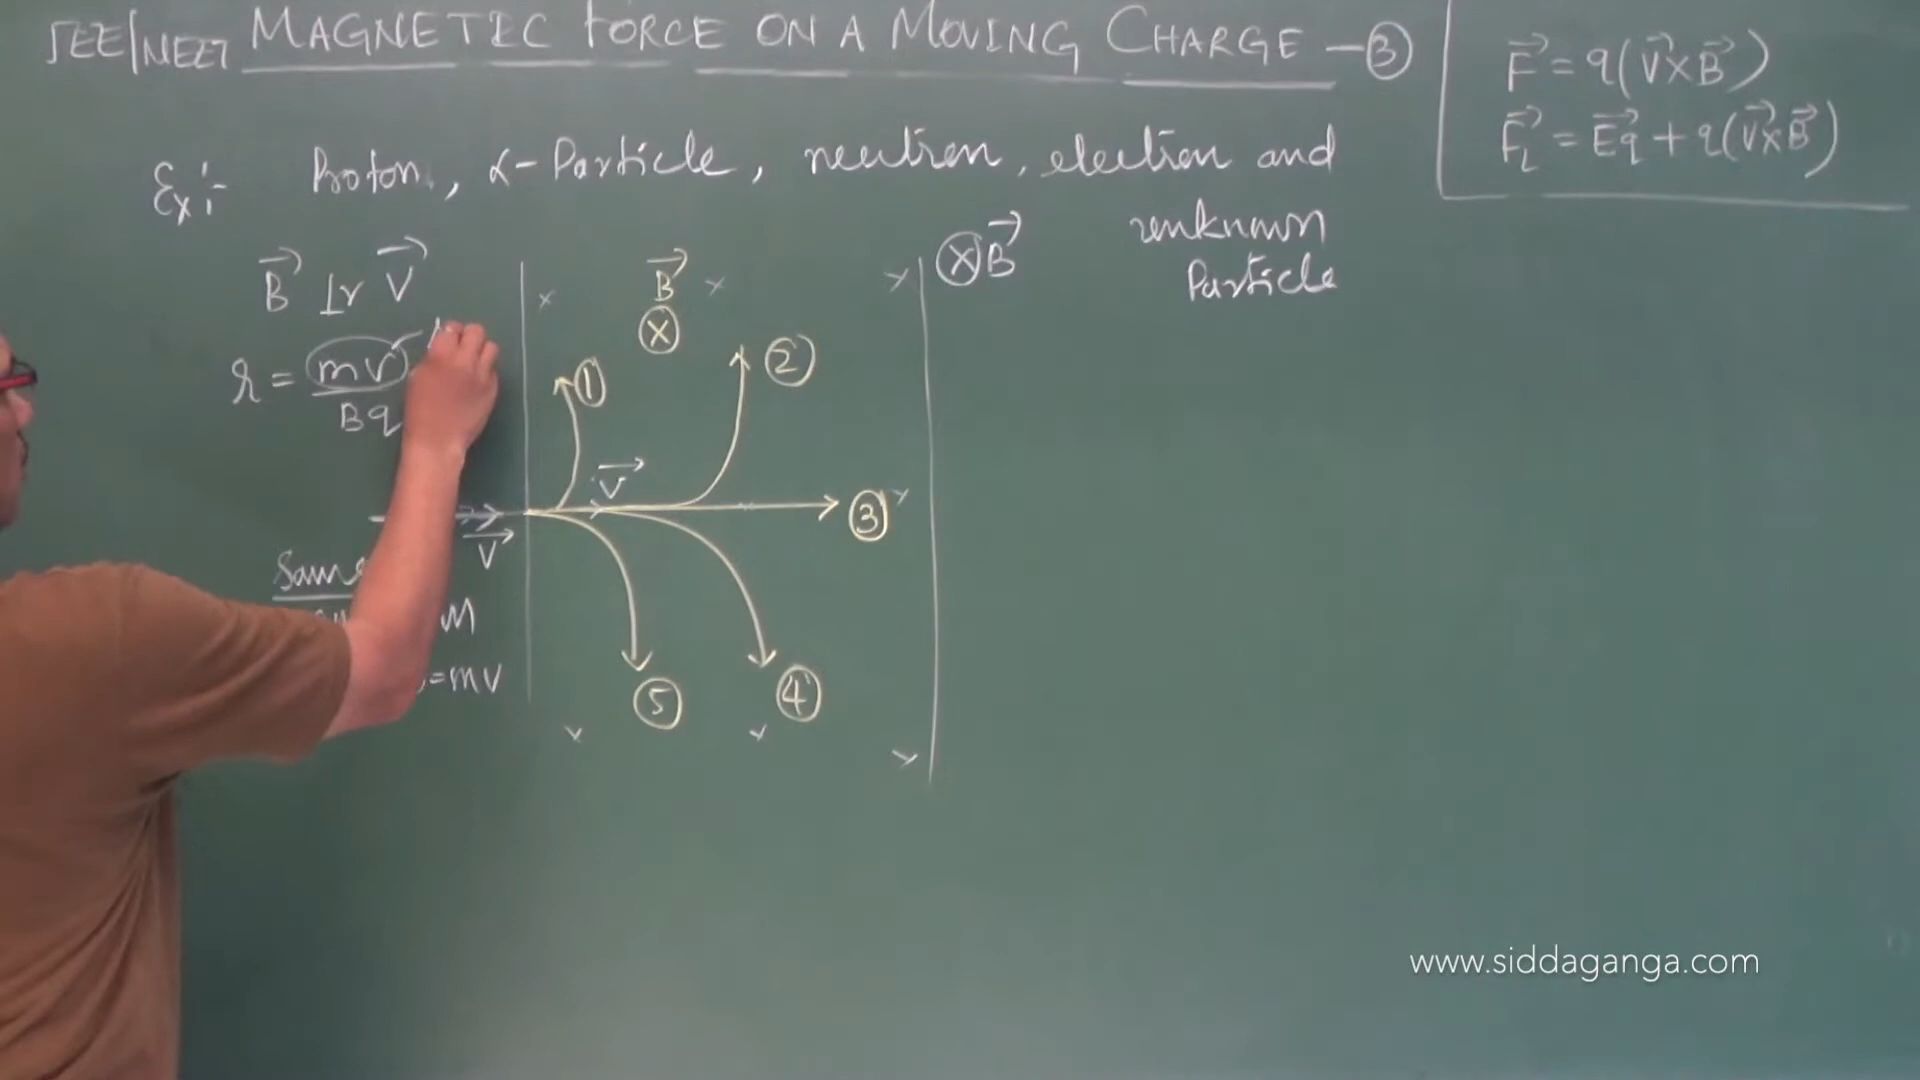 JEE/NEET MAGNETIC FORCE ON A MOVING CHARGE - ③
F⃗ = q(V⃗ X B⃗)
F⃗L = E⃗q + q(V⃗ X B⃗)
Ex:- Proton, α-Particle, neutron, electron and
unknown
Particle
B⃗ ⊥r V⃗
B⃗
ⓧ
ⓧ B⃗
r = mv / Bq
①
②
V⃗
③
V⃗
M
=mv
⑤
④
www.siddaganga.com